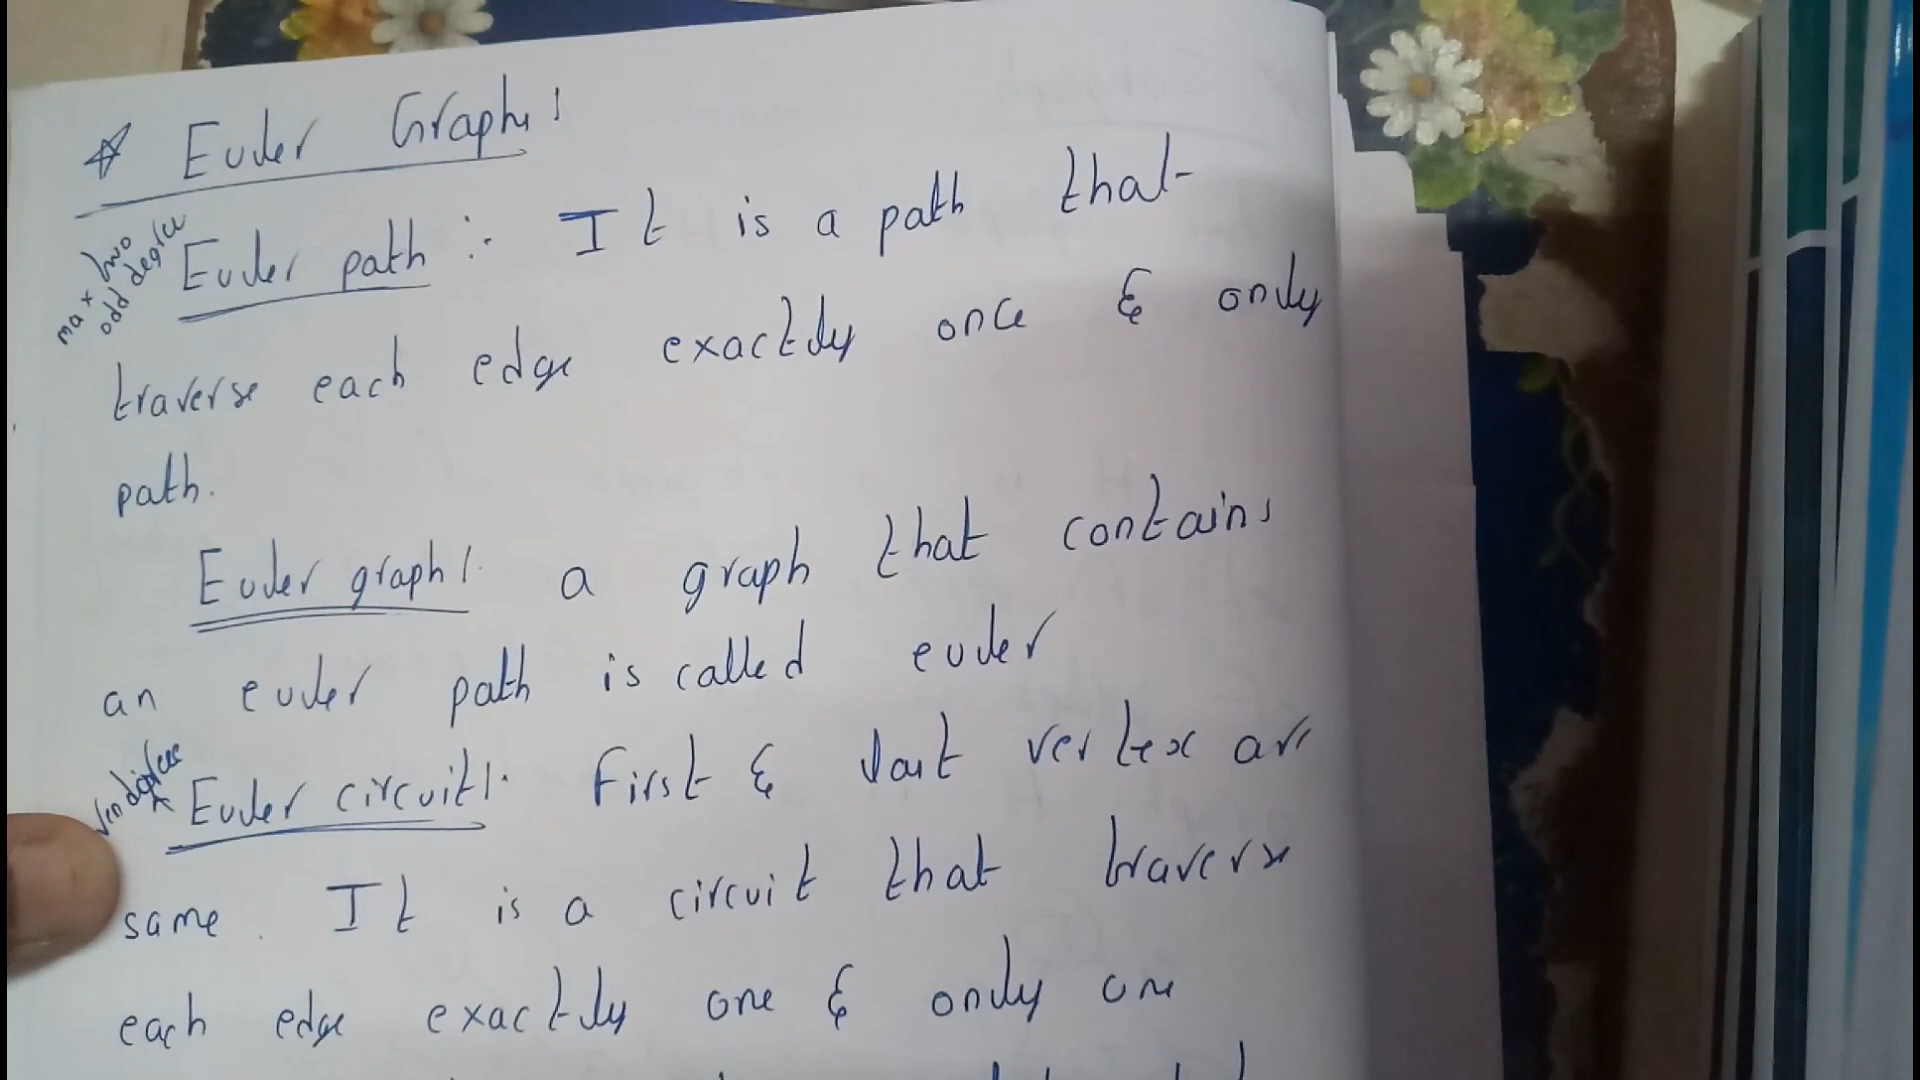 Euler Graph:
max two
odd degree
Euler path :- It is a path that
traverse each edge exactly once & only
path.
Euler graph:- a graph that contains
an euler path is called euler
degree
Euler circuit:- First & last vertex are
same. It is a circuit that traverse
each edge exactly one & only one